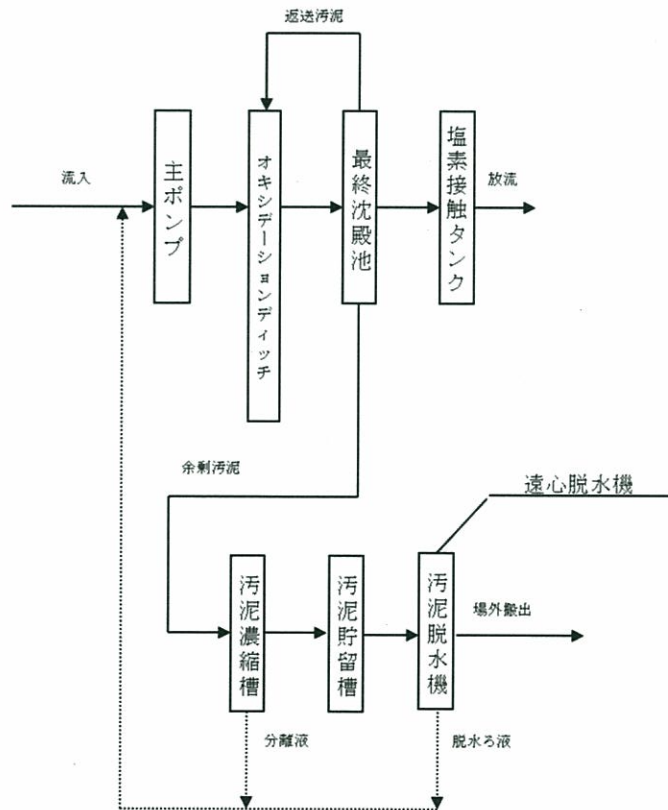 返送汚泥
流入
主ポンプ
オキシデーションディッチ
最終沈殿池
塩素接触タンク
放流
余剰汚泥
遠心脱水機
汚泥濃縮槽
汚泥貯留槽
汚泥脱水機
場外搬出
分離液
脱水ろ液